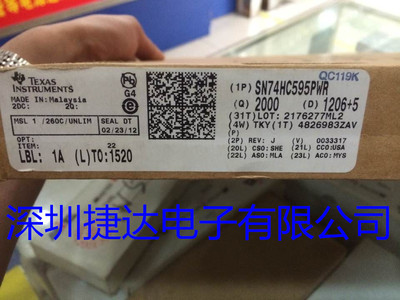 TEXAS
INSTRUMENTS
MADE IN: Malaysia
2DC: 2Q:
Pb
G4
e4
MSL 1 /260C/UNLIM
SEAL DT
02/23/12
OPT:
ITEM: 22
LBL: 1A (L)TO:1520
QC119K
(1P) SN74HC595PWR
(Q) 2000 (D) 1206+5
(31T)LOT: 2176277ML2
(4W) TKY(1T) 4826983ZAV
(P)
(2P) REV: J (V) 0033317
(20L) CSO:SHE (21L) CCO:USA
(22L) ASO:MLA (23L) ACO:MYS
深圳捷达电子有限公司